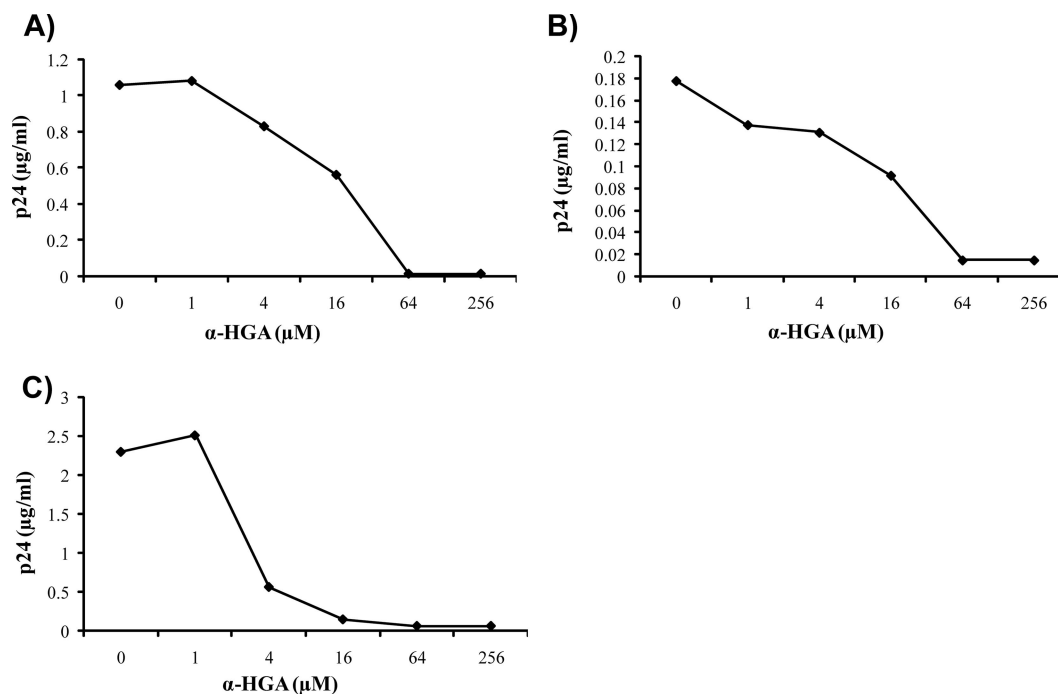 A)
1.2
1
0.8
0.6
0.4
0.2
0
p24 (µg/ml)
0 1 4 16 64 256
α-HGA (µM)
B)
0.2
0.18
0.16
0.14
0.12
0.1
0.08
0.06
0.04
0.02
0
p24 (µg/ml)
0 1 4 16 64 256
α-HGA (µM)
C)
3
2.5
2
1.5
1
0.5
0
p24 (µg/ml)
0 1 4 16 64 256
α-HGA (µM)